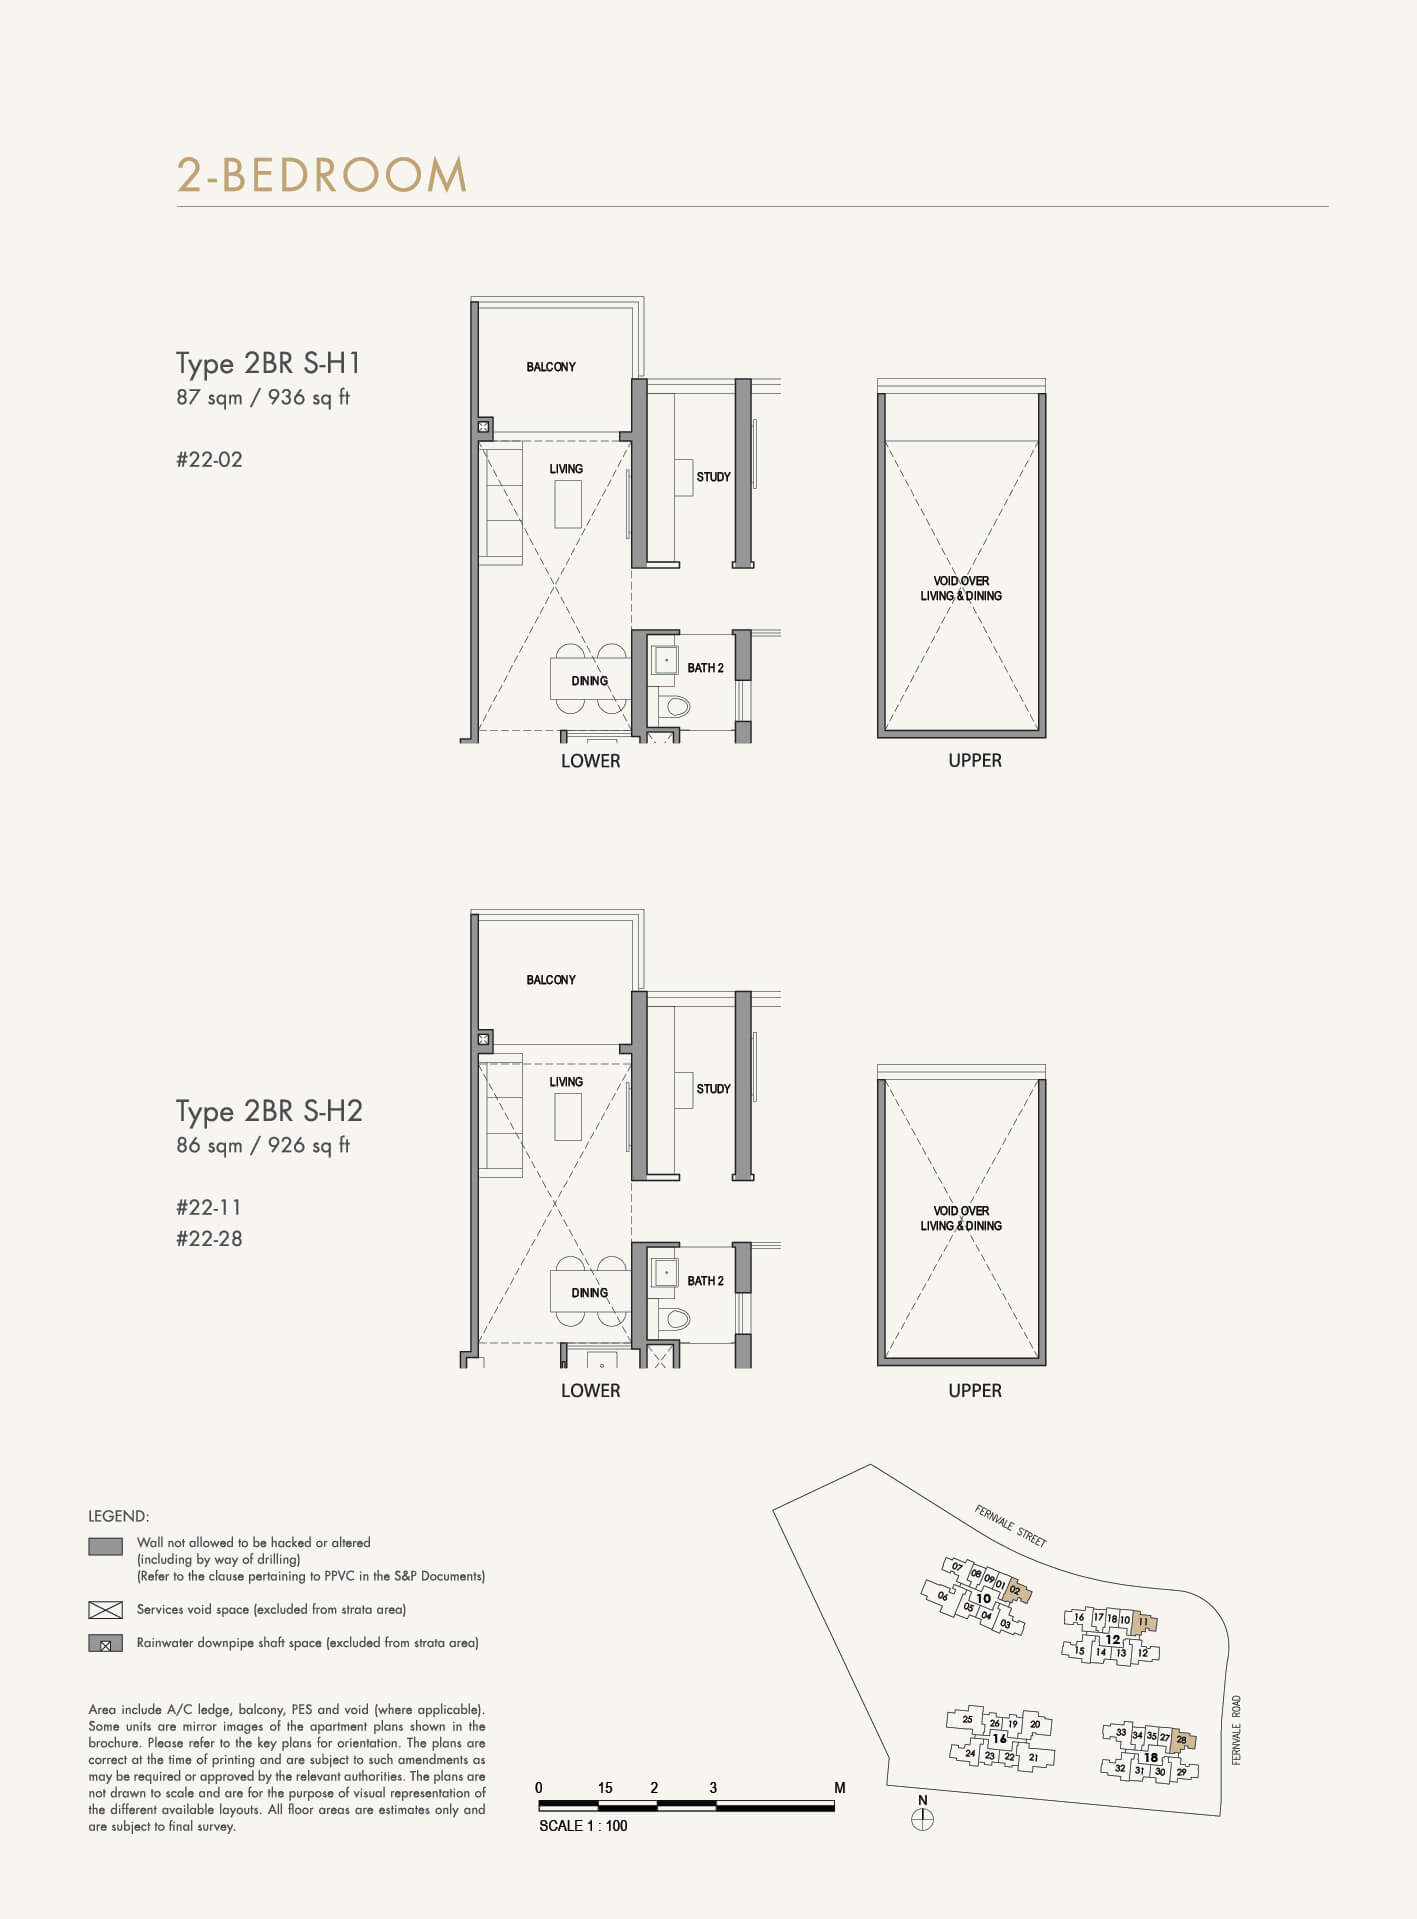 2-BEDROOM
Type 2BR S-H1
87 sqm / 936 sq ft
#22-02
BALCONY
LIVING
STUDY
DINING
BATH 2
LOWER
VOID OVER
LIVING & DINING
UPPER
Type 2BR S-H2
86 sqm / 926 sq ft
#22-11
#22-28
BALCONY
LIVING
STUDY
DINING
BATH 2
LOWER
VOID OVER
LIVING & DINING
UPPER
LEGEND:
Wall not allowed to be hacked or altered
(including by way of drilling)
(Refer to the clause pertaining to PPVC in the S&P Documents)
Services void space (excluded from strata area)
Rainwater downpipe shaft space (excluded from strata area)
Area include A/C ledge, balcony, PES and void (where applicable).
Some units are mirror images of the apartment plans shown in the
brochure. Please refer to the key plans for orientation. The plans are
correct at the time of printing and are subject to such amendments as
may be required or approved by the relevant authorities. The plans are
not drawn to scale and are for the purpose of visual representation of
the different available layouts. All floor areas are estimates only and
are subject to final survey.
0 15 2 3 M
SCALE 1 : 100
FERNVALE STREET
FERNVALE ROAD
07 08 09 01 02
10
06 05 04 03
16 17 18 10 11
12
15 14 13 12
25 26 19 20
16
24 23 22 21
33 34 35 27 28
18
32 31 30 29
N